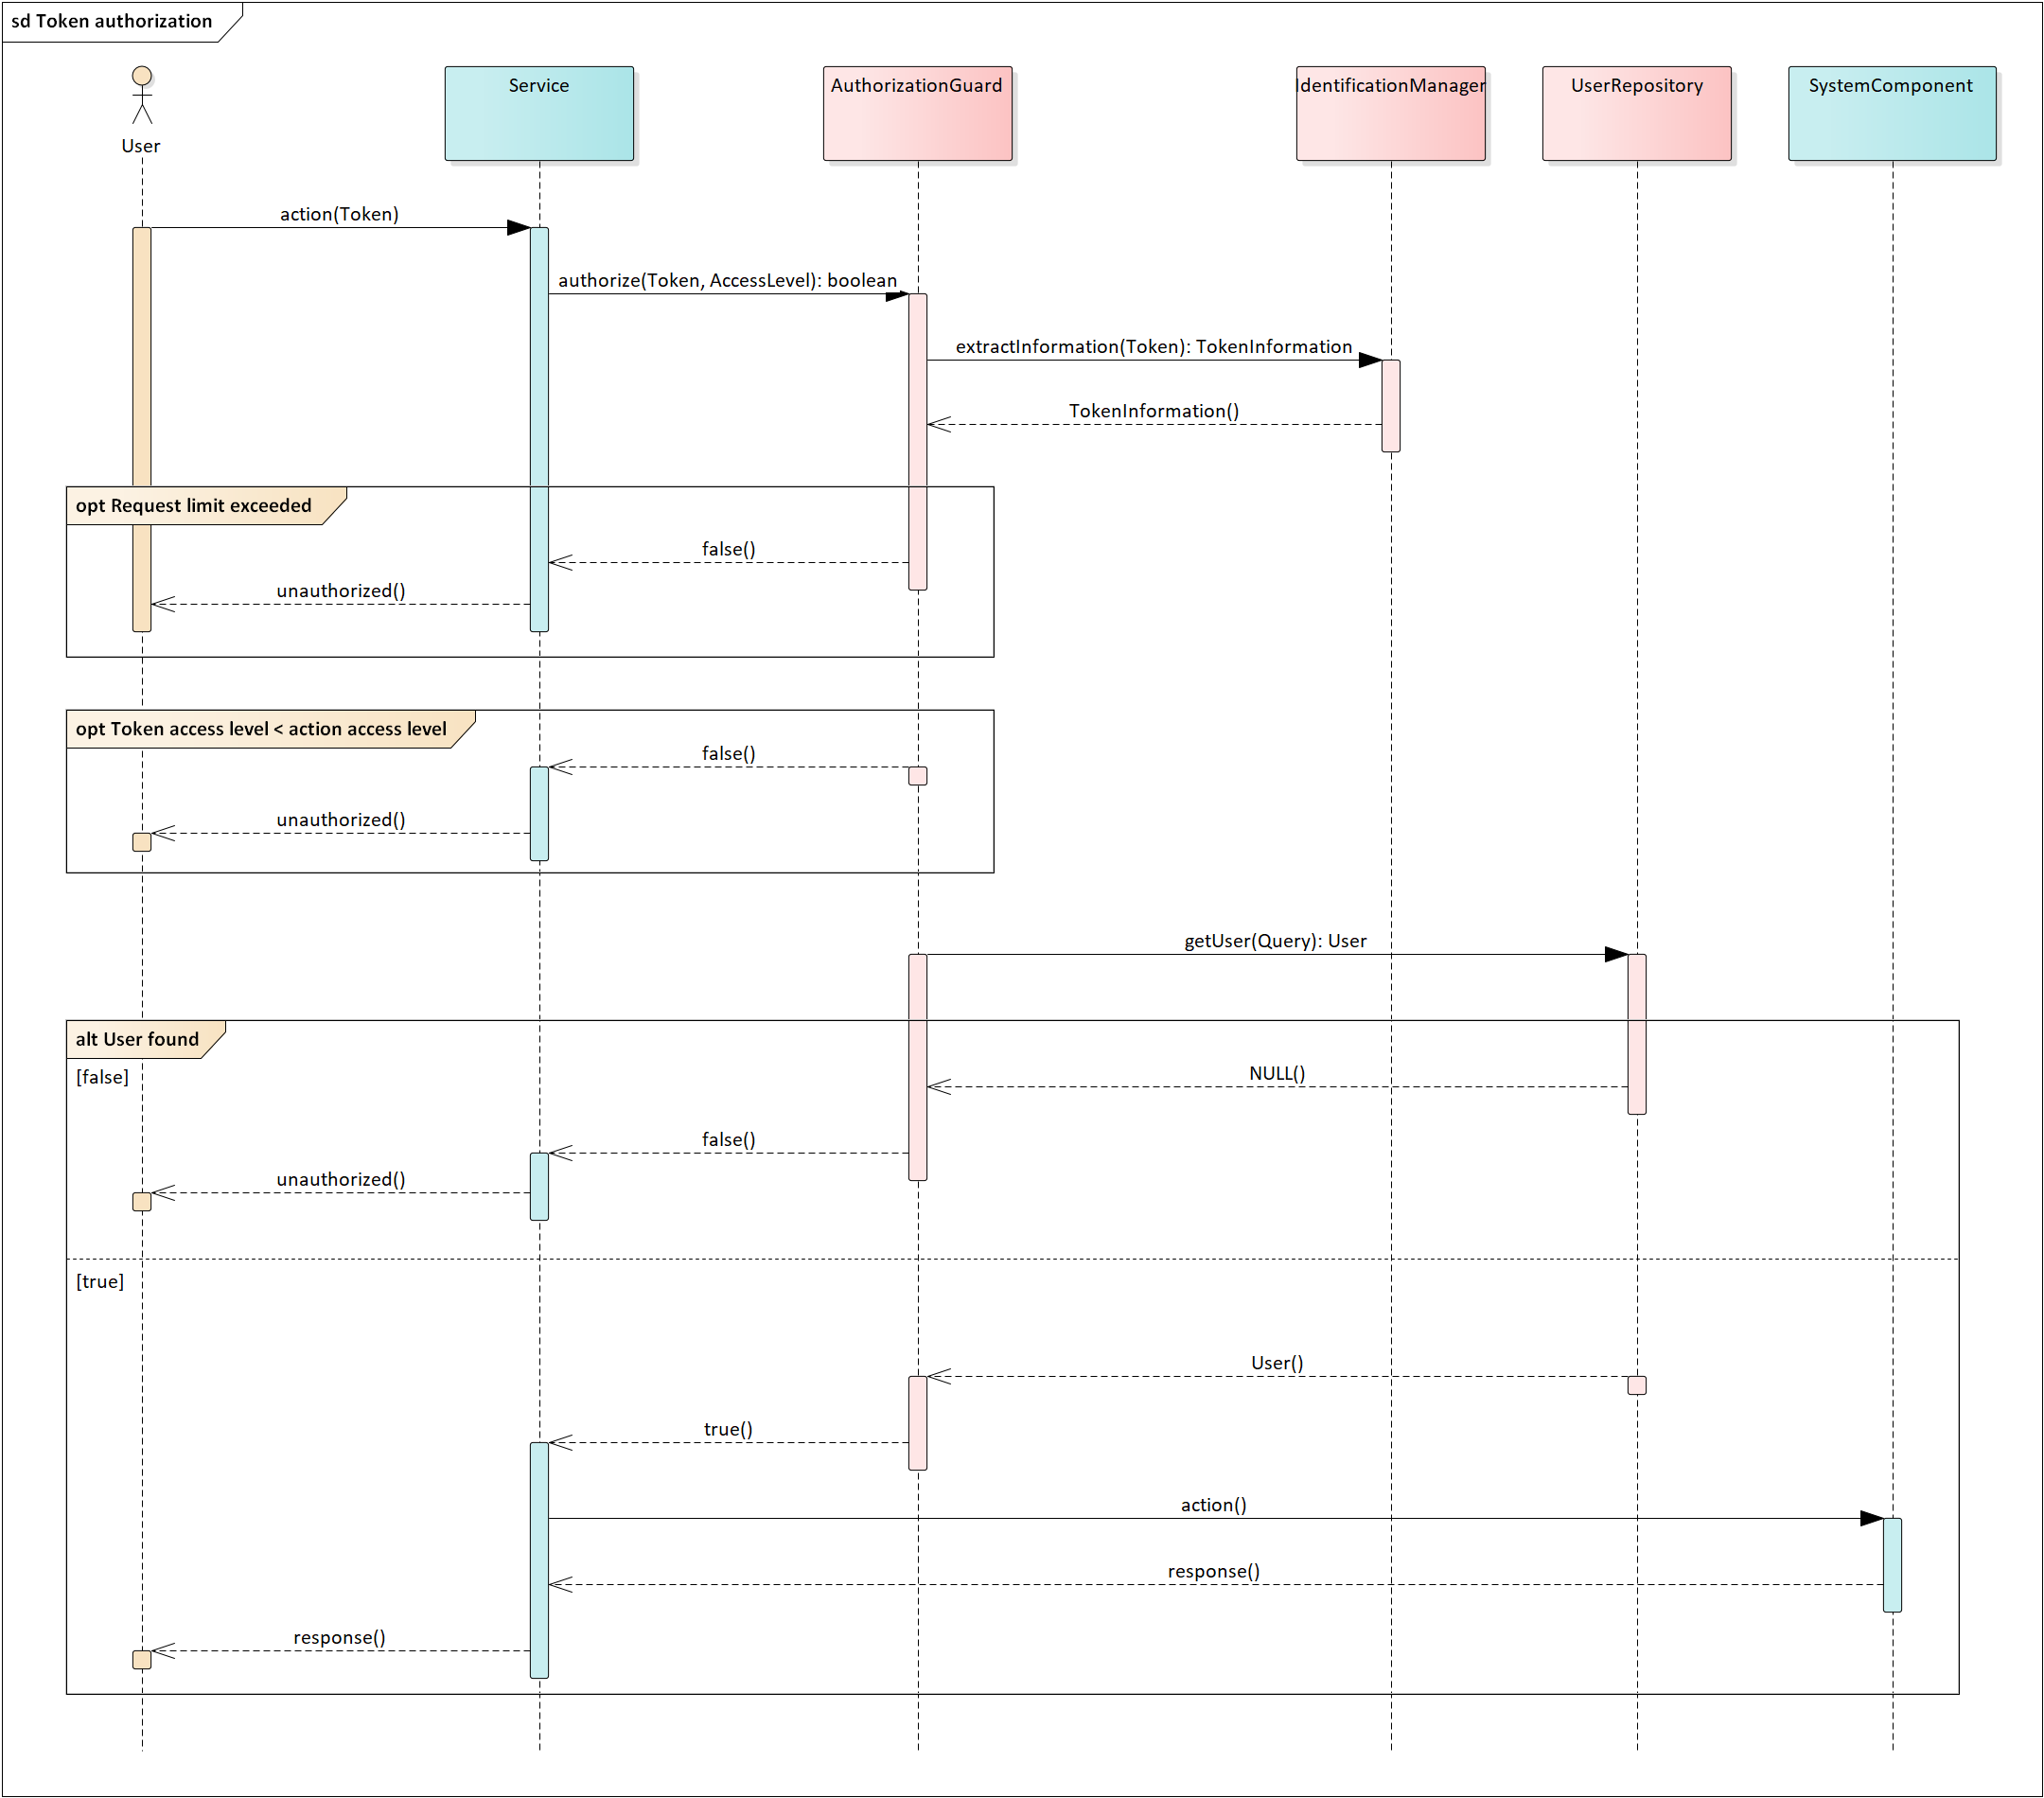 sd Token authorization
User
Service
AuthorizationGuard
IdentificationManager
UserRepository
SystemComponent
action(Token)
authorize(Token, AccessLevel): boolean
extractInformation(Token): TokenInformation
TokenInformation()
opt Request limit exceeded
false()
unauthorized()
opt Token access level < action access level
false()
unauthorized()
getUser(Query): User
alt User found
[false]
NULL()
false()
unauthorized()
[true]
User()
true()
action()
response()
response()